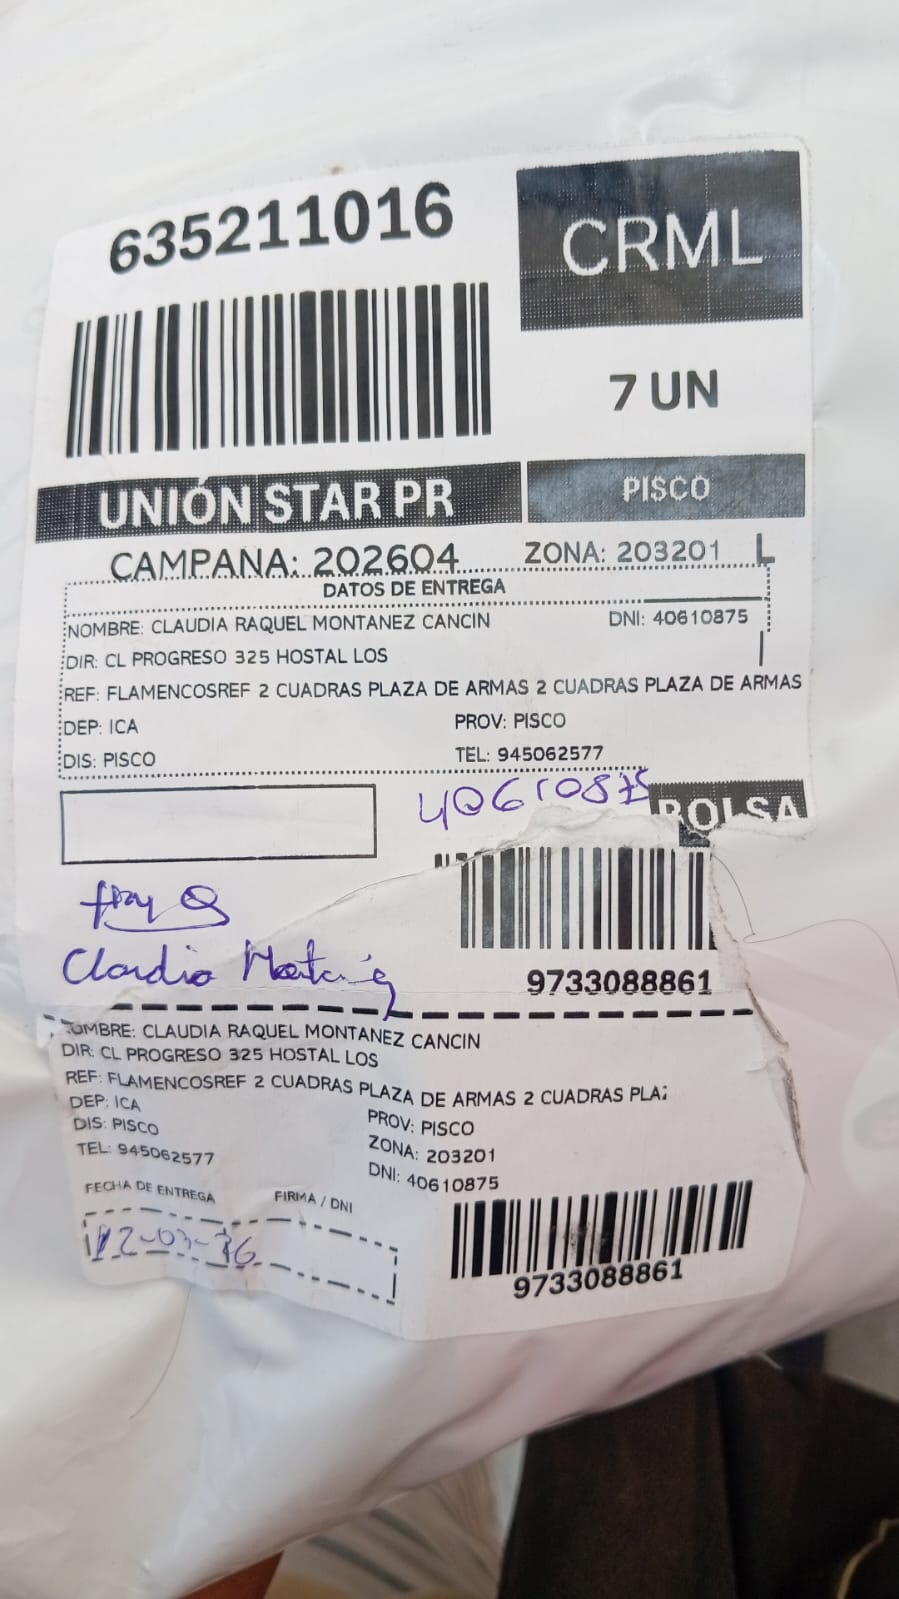 635211016
CRML
7 UN
UNIÓN STAR PR
PISCO
CAMPAÑA: 202604
ZONA: 203201 L
DATOS DE ENTREGA
NOMBRE: CLAUDIA RAQUEL MONTANEZ CANCIN
DNI: 40610875
DIR: CL PROGRESO 325 HOSTAL LOS
REF: FLAMENCOSREF 2 CUADRAS PLAZA DE ARMAS 2 CUADRAS PLAZA DE ARMAS
DEP: ICA
PROV: PISCO
DIS: PISCO
TEL: 945062577
40610875
BOLSA
Claudia
9733088861
NOMBRE: CLAUDIA RAQUEL MONTANEZ CANCIN
DIR: CL PROGRESO 325 HOSTAL LOS
REF: FLAMENCOSREF 2 CUADRAS PLAZA DE ARMAS 2 CUADRAS PLA
DEP: ICA
PROV: PISCO
DIS: PISCO
ZONA: 203201
TEL: 945062577
DNI: 40610875
FECHA DE ENTREGA
FIRMA / DNI
9733088861